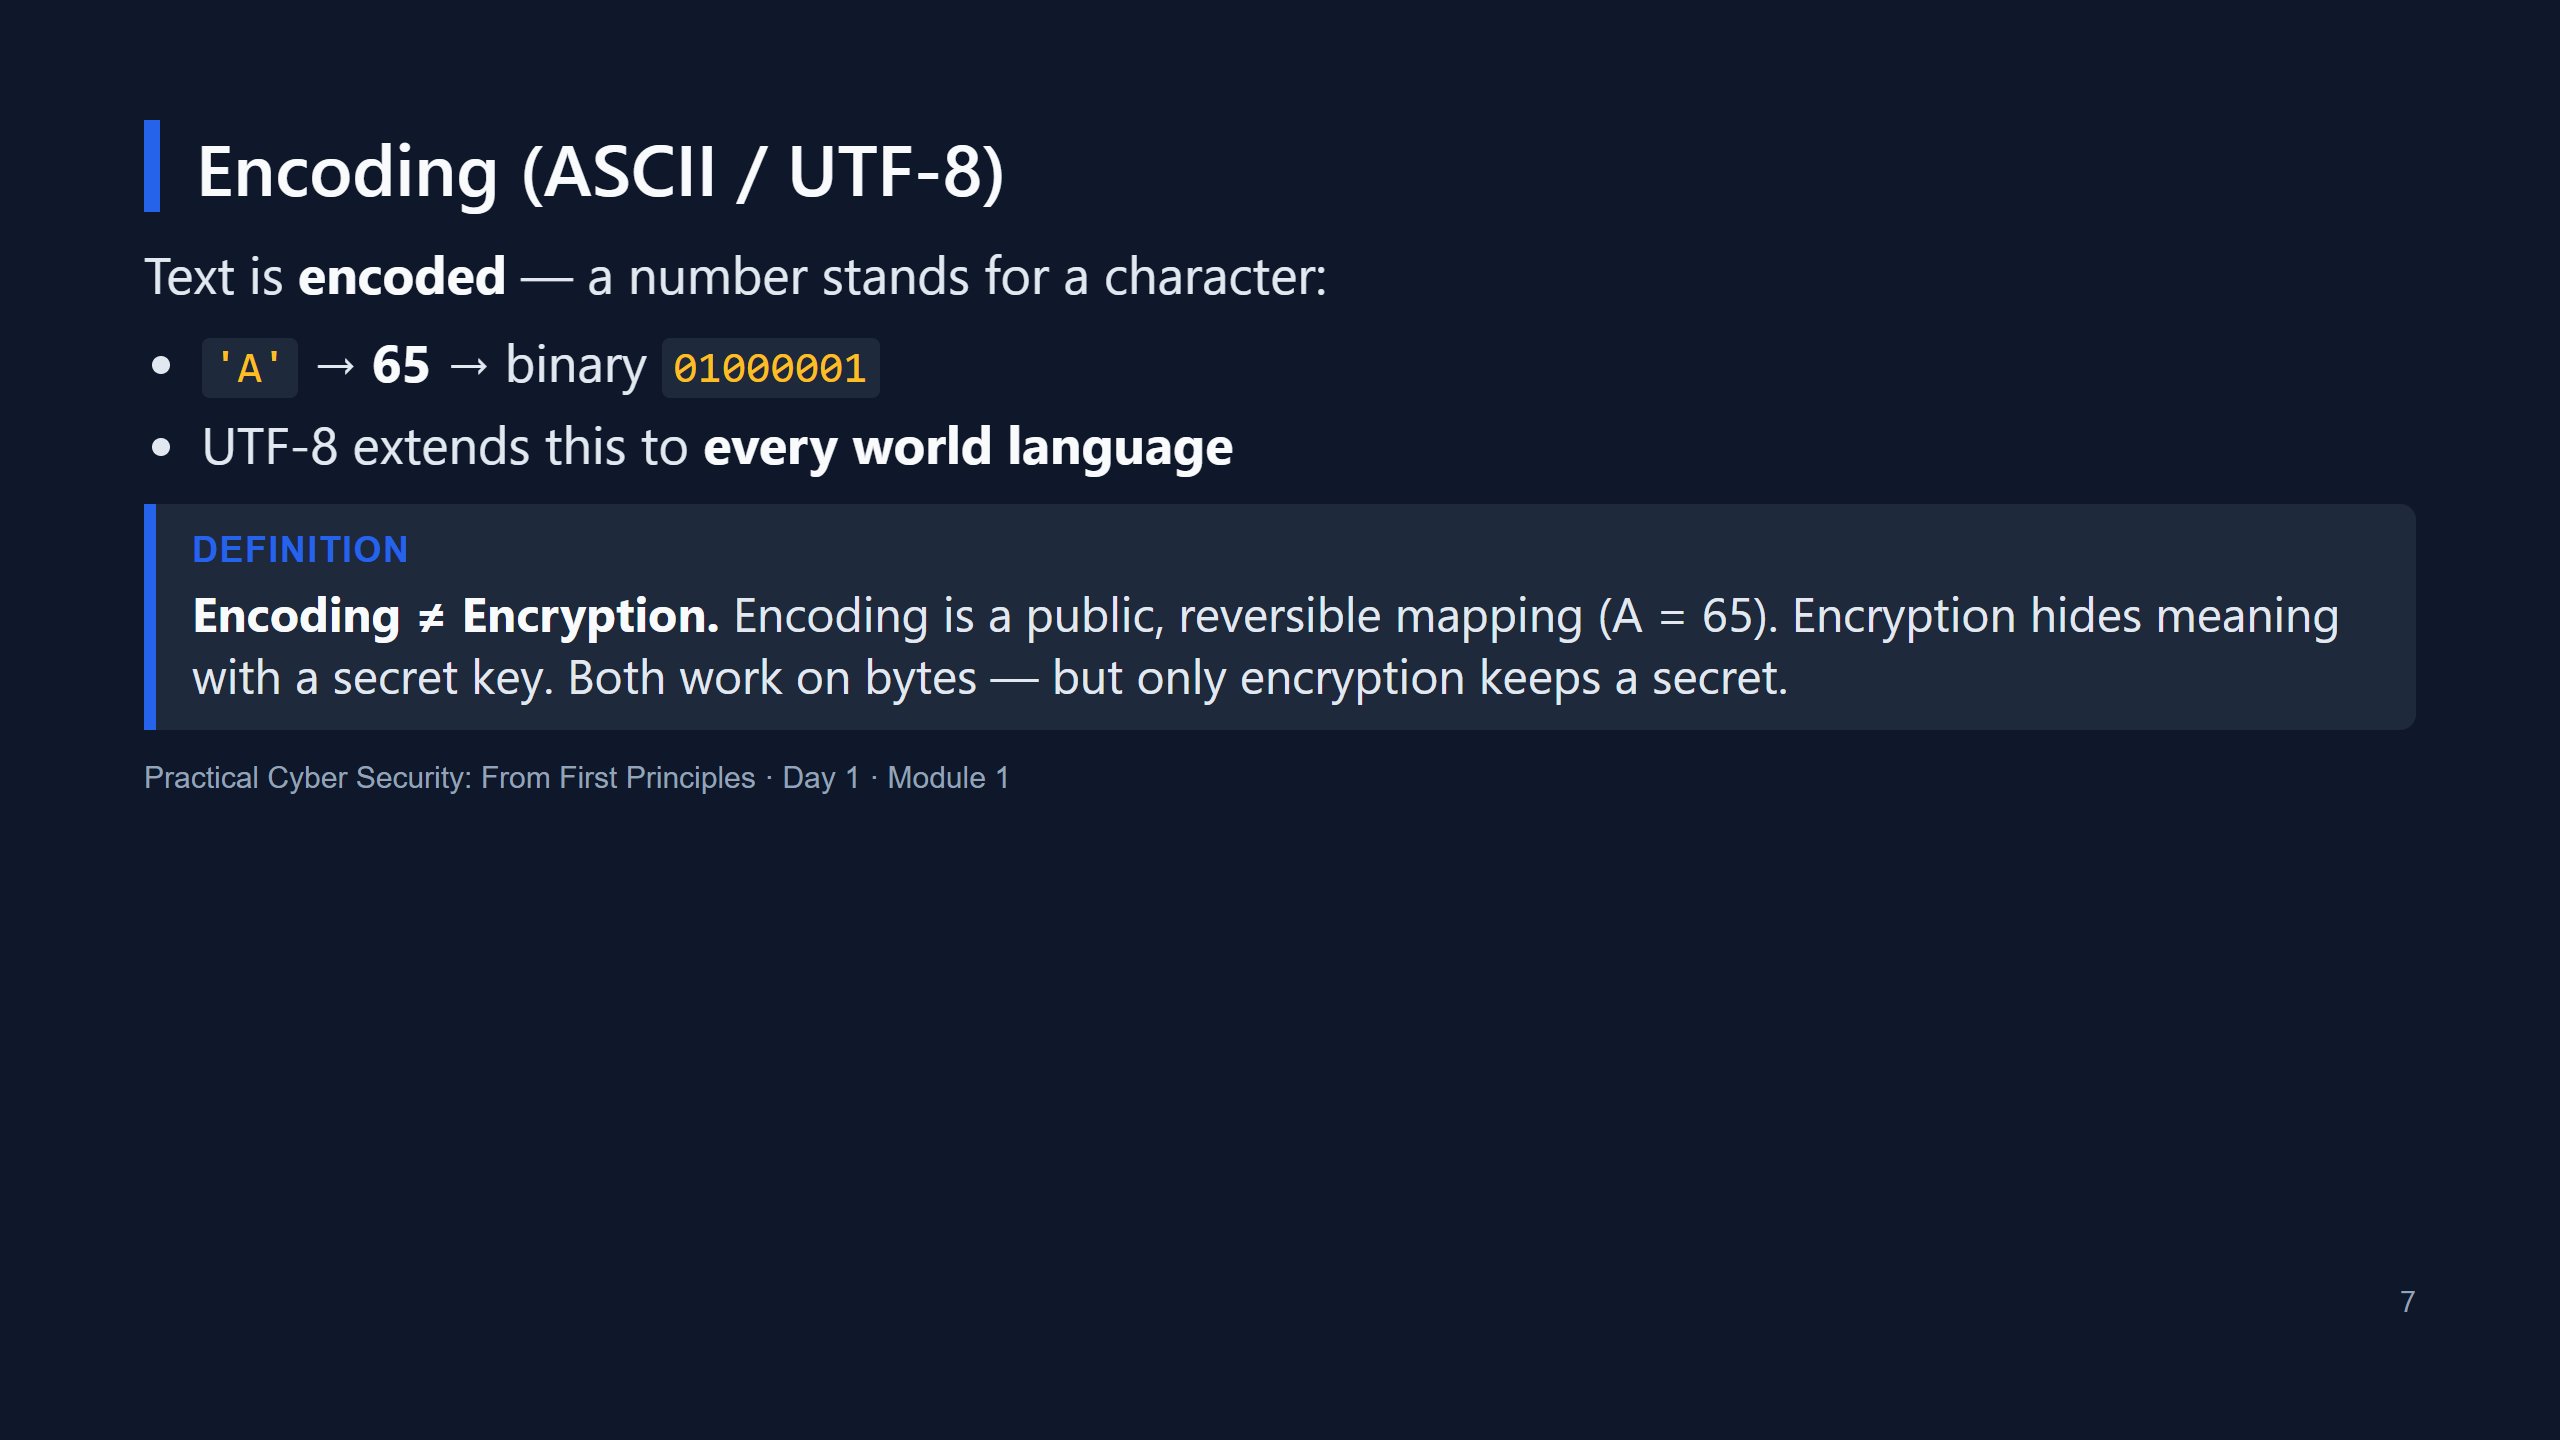 Encoding (ASCII / UTF-8)
Text is encoded — a number stands for a character:
• 'A' → 65 → binary 01000001
• UTF-8 extends this to every world language
DEFINITION
Encoding ≠ Encryption. Encoding is a public, reversible mapping (A = 65). Encryption hides meaning
with a secret key. Both work on bytes — but only encryption keeps a secret.
Practical Cyber Security: From First Principles · Day 1 · Module 1
7